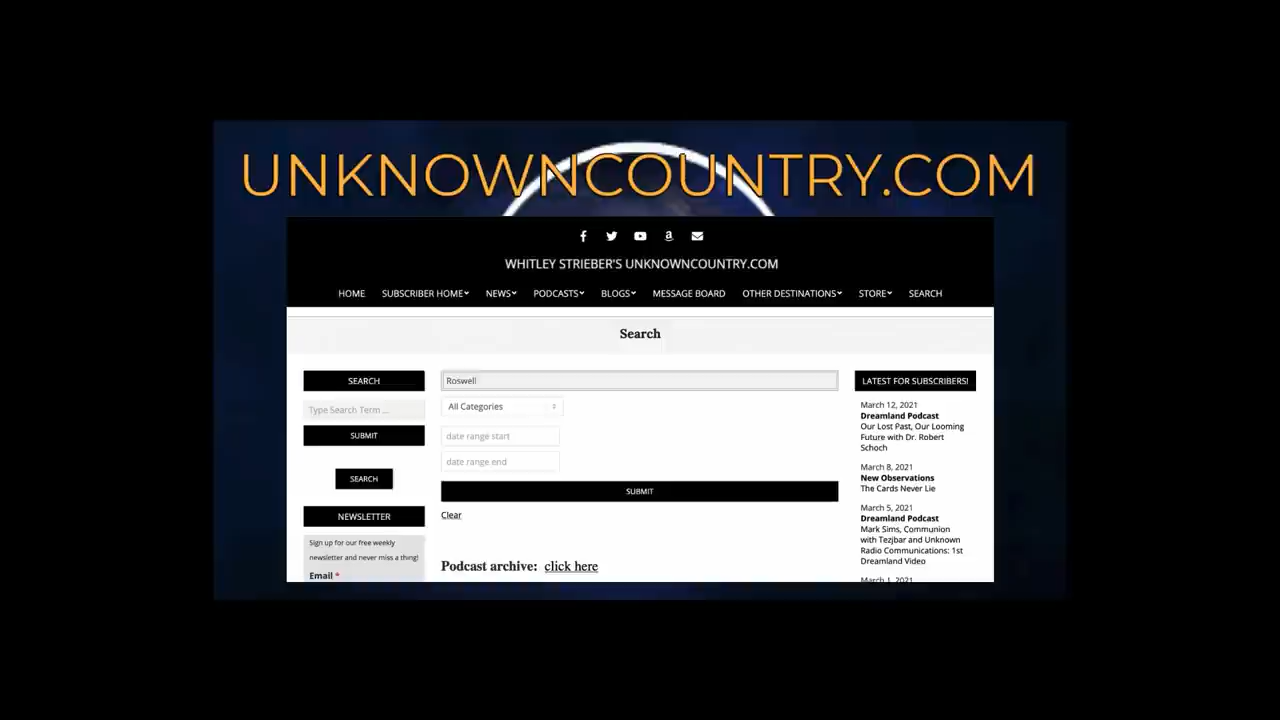 UNKNOWNCOUNTRY.COM
WHITLEY STRIEBER'S UNKNOWNCOUNTRY.COM
HOME SUBSCRIBER HOME NEWS PODCASTS BLOGS MESSAGE BOARD OTHER DESTINATIONS STORE SEARCH
Search
SEARCH
Type Search Term ...
SUBMIT
SEARCH
NEWSLETTER
Sign up for our free weekly
newsletter and never miss a thing!
Email *
Roswell
All Categories
date range start
date range end
SUBMIT
Clear
Podcast archive: click here
LATEST FOR SUBSCRIBERS!
March 12, 2021
Dreamland Podcast
Our Lost Past, Our Looming
Future with Dr. Robert
Schoch
March 8, 2021
New Observations
The Cards Never Lie
March 5, 2021
Dreamland Podcast
Mark Sims, Communion
with Tezjbar and Unknown
Radio Communications: 1st
Dreamland Video
March 1, 2021